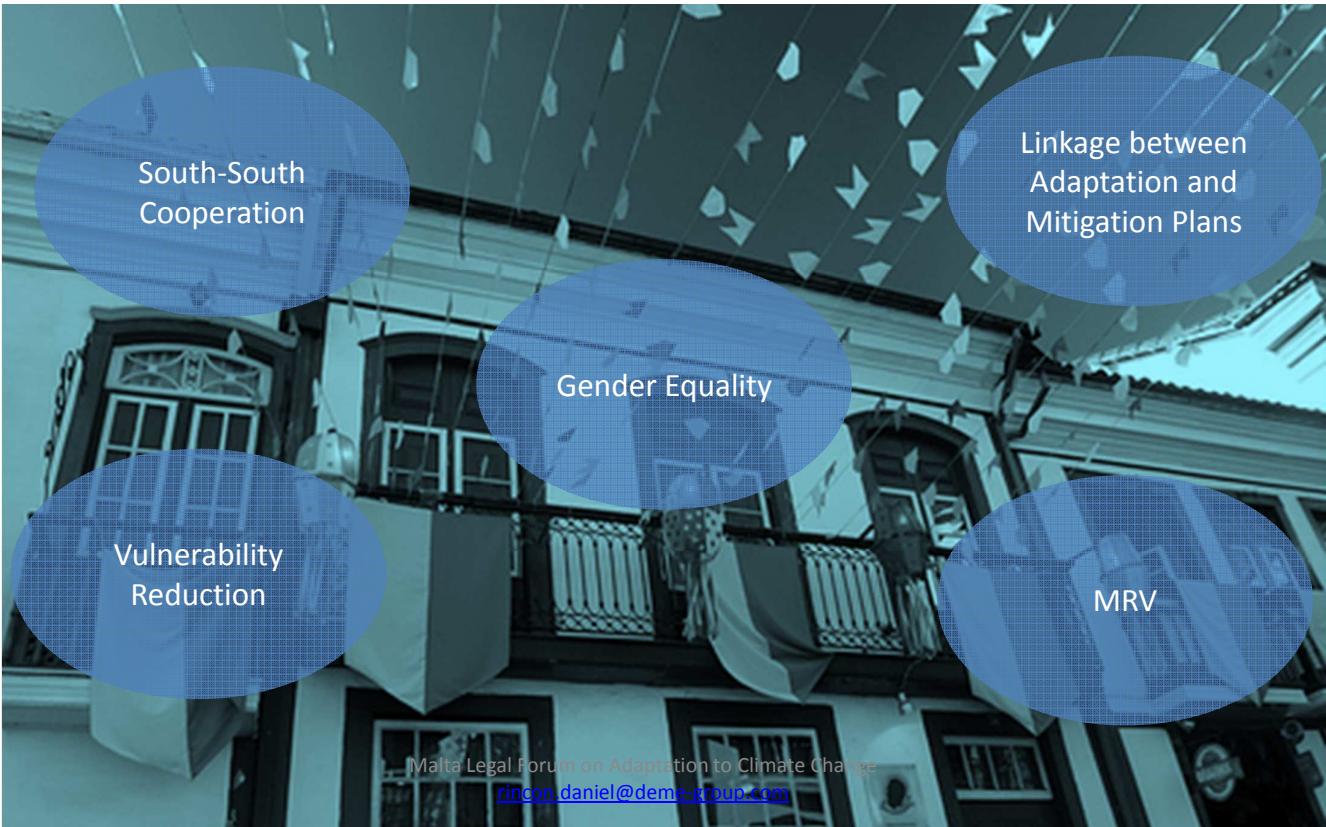 South-South
Cooperation
Linkage between
Adaptation and
Mitigation Plans
Gender Equality
Vulnerability
Reduction
MRV
Malta Legal Forum on Adaptation to Climate Change
rincon.daniel@deme-group.com